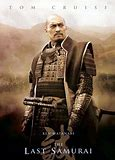 TOM CRUISE
KEN WATANABE
THE
LAST SAMURAI